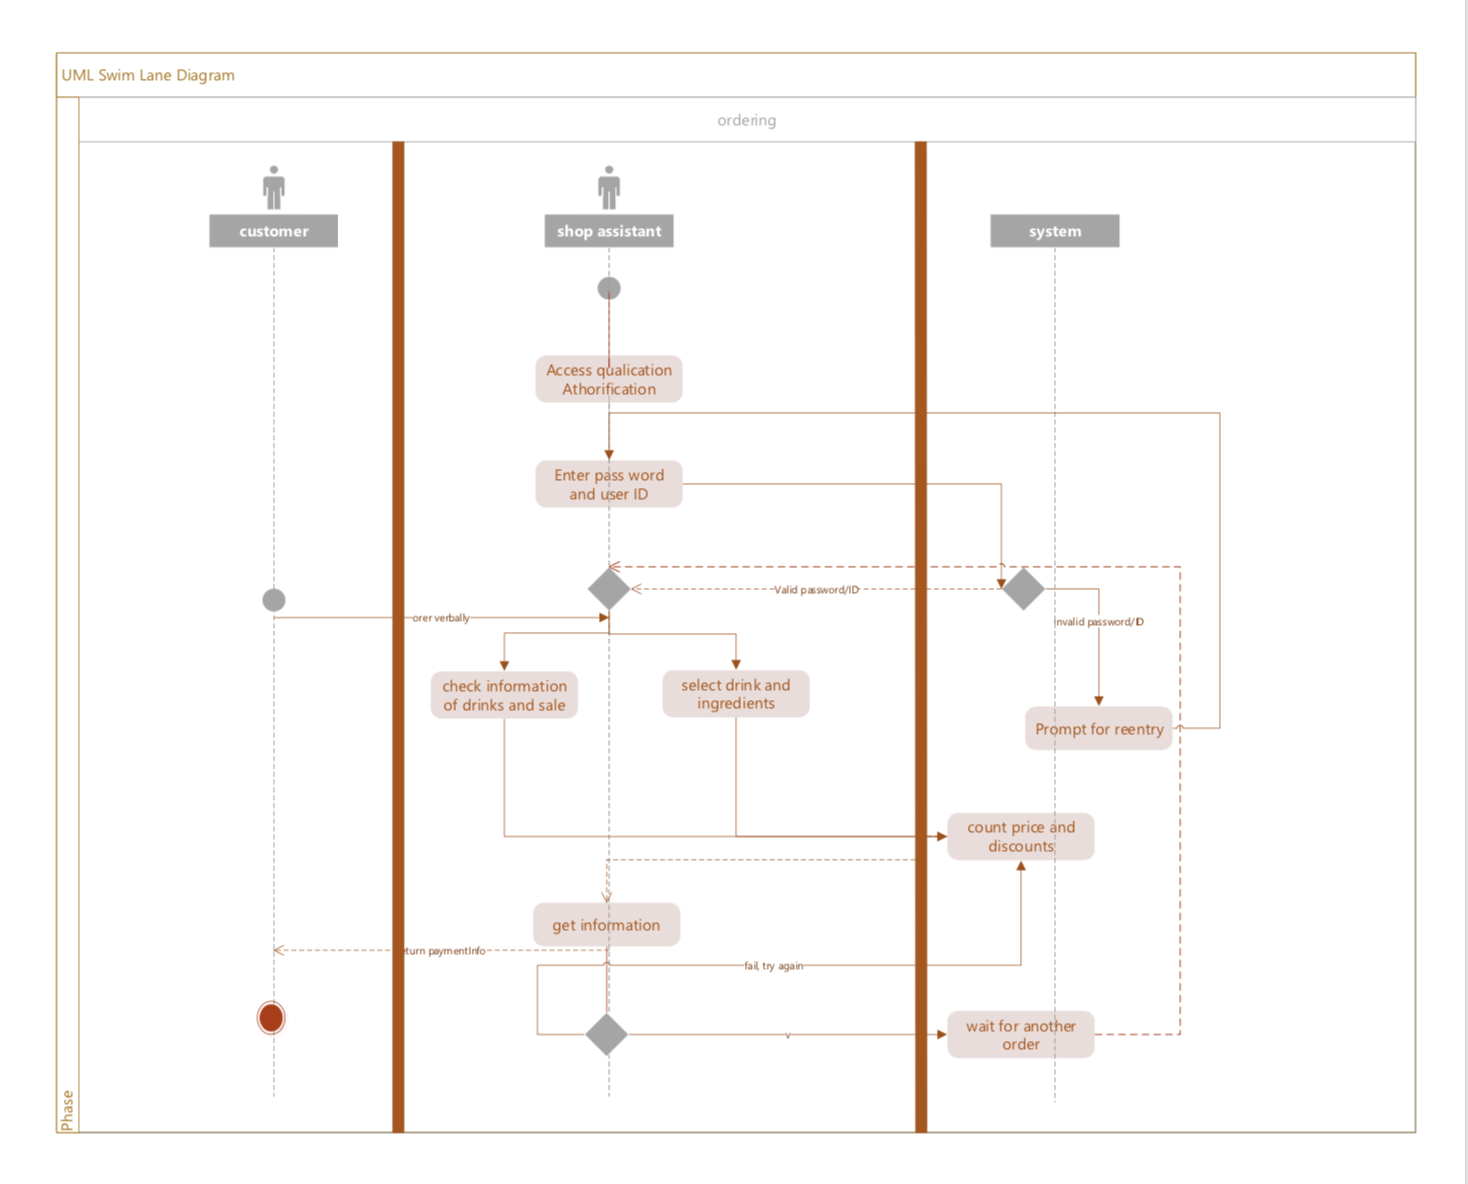 UML Swim Lane Diagram
ordering
customer
shop assistant
system
Access qualication
Athorification
Enter pass word
and user ID
Valid password/ID
orer verbally
nvalid password/ID
check information
of drinks and sale
select drink and
ingredients
Prompt for reentry
count price and
discounts
get information
turn paymentInfo
fail, try again
wait for another
order
v
Phase